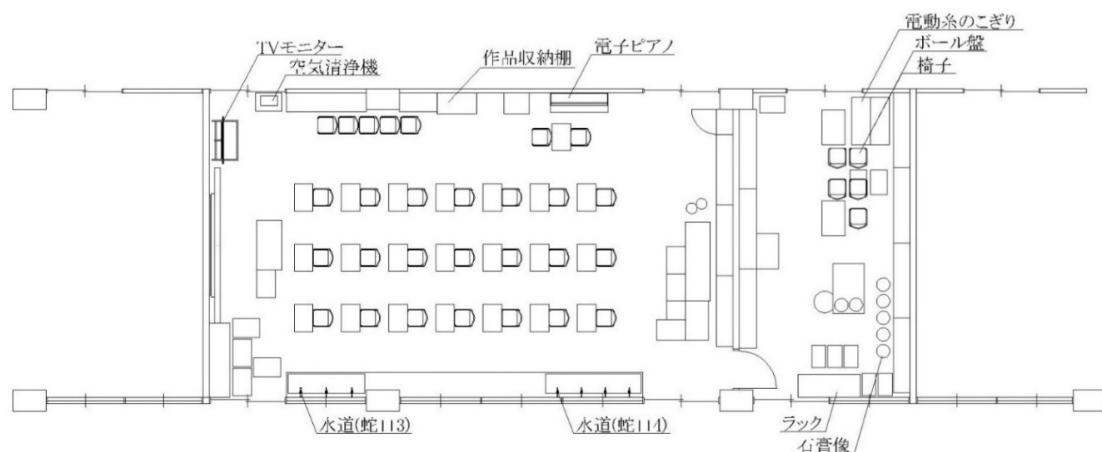 電動糸のこぎり
ボール盤
椅子
TVモニター
空気清浄機
作品収納棚
電子ピアノ
水道(蛇口3)
水道(蛇口4)
ラック
石膏像